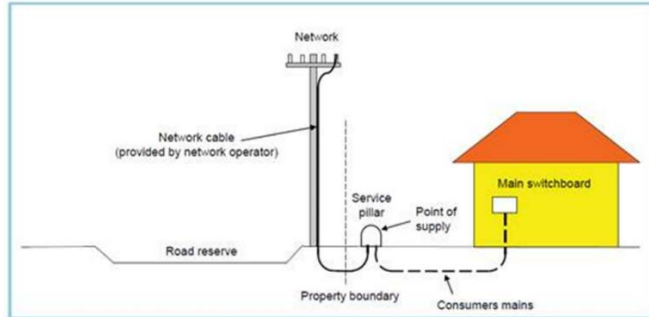 Network
Network cable
(provided by network operator)
Service
pillar
Point of
supply
Main switchboard
Road reserve
Property boundary
Consumers mains